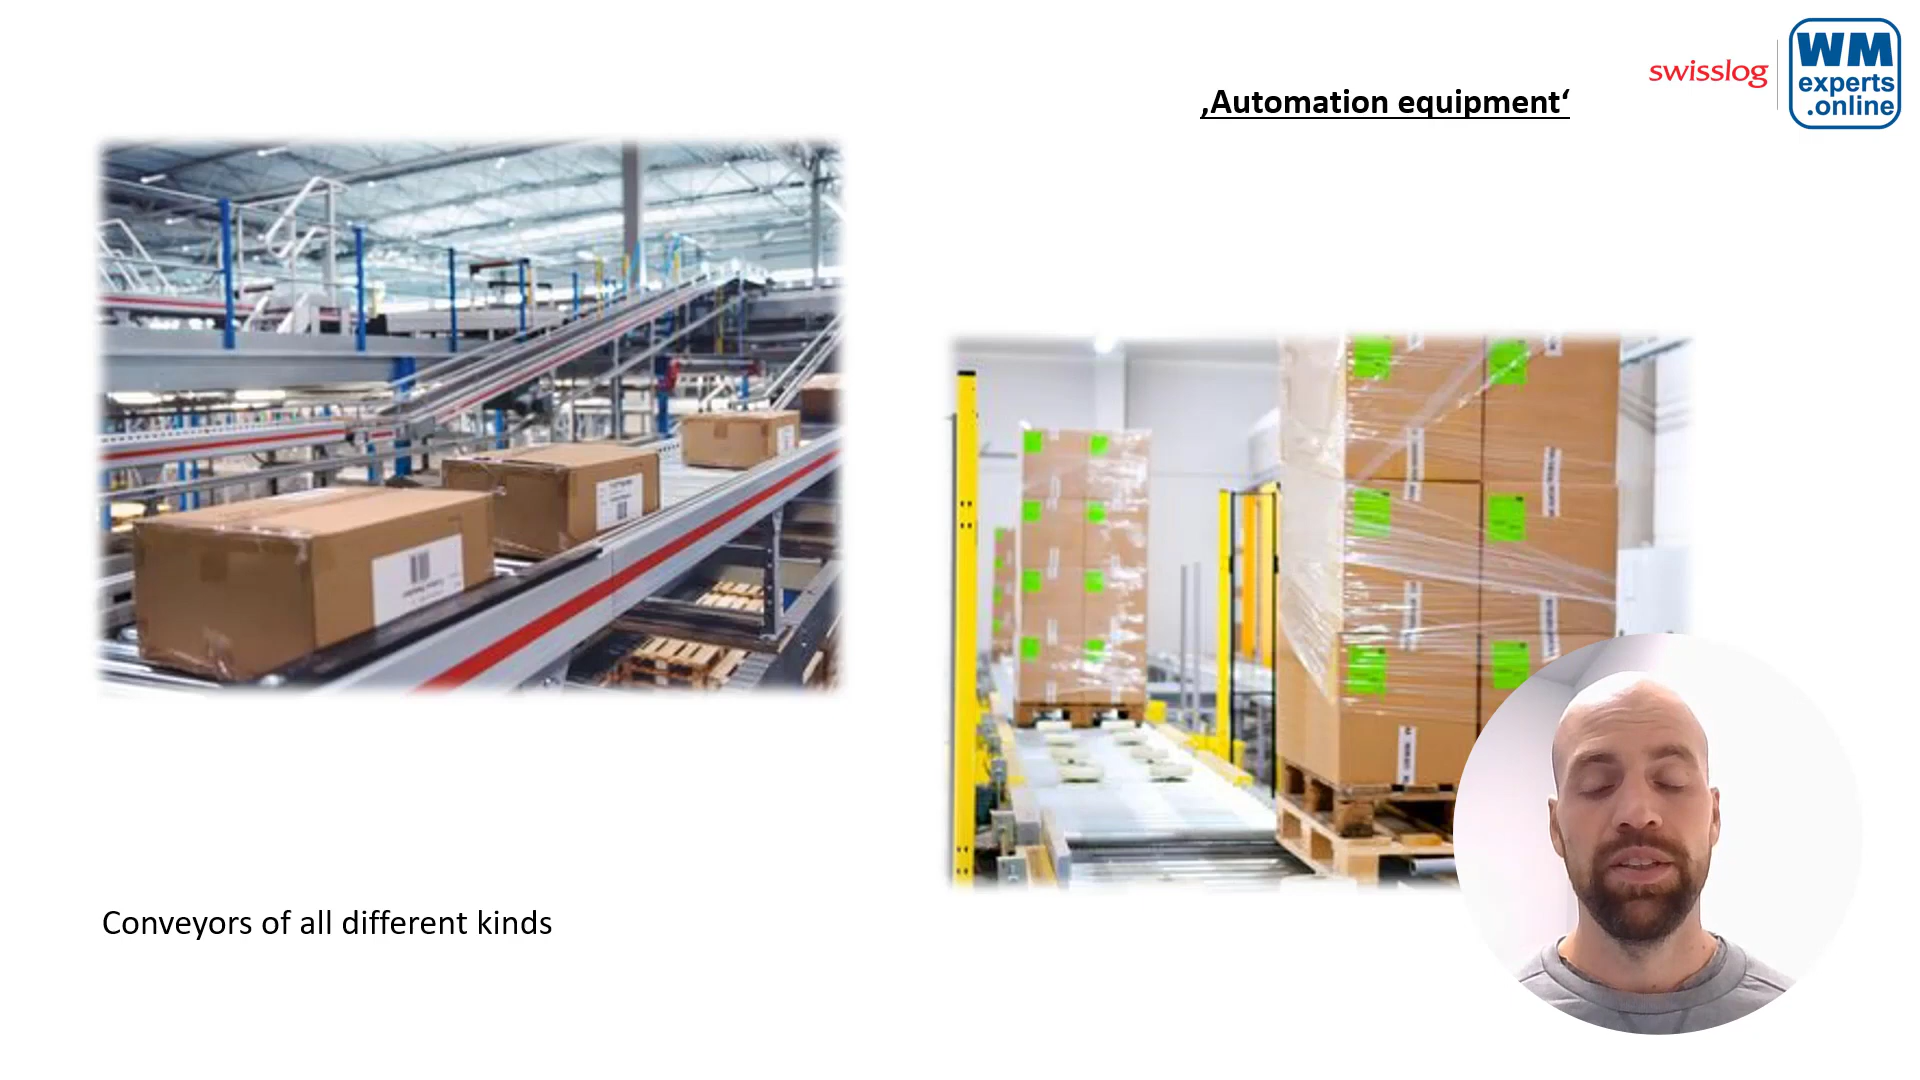 ‚Automation equipment‘
swisslog
WM
experts
.online
Conveyors of all different kinds